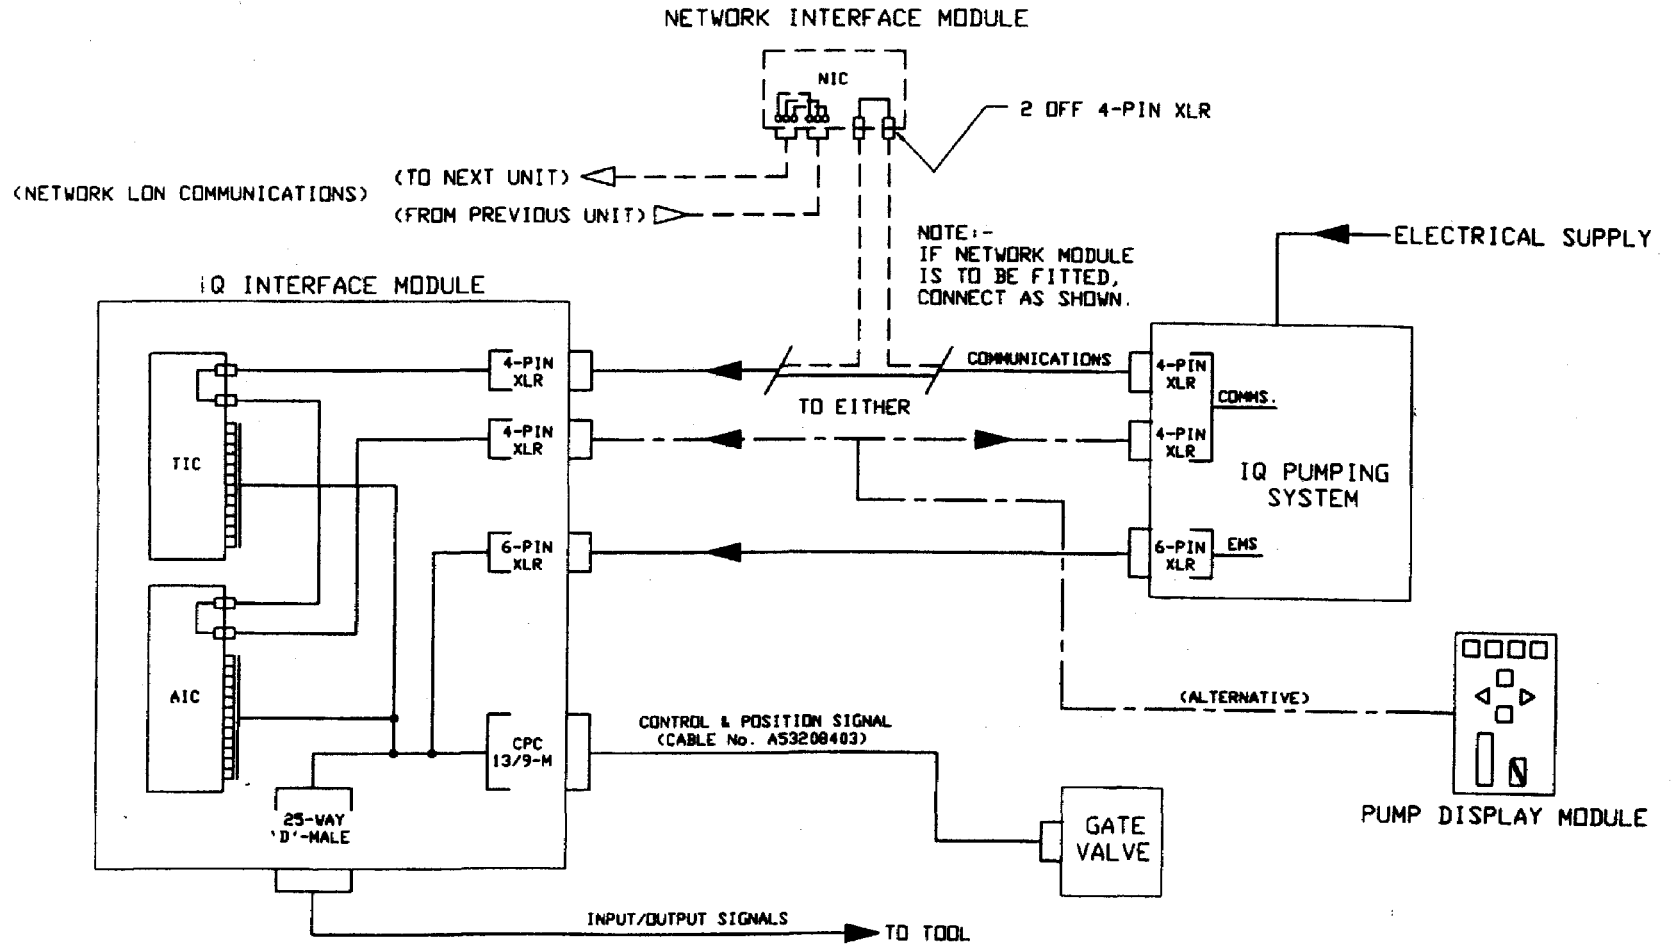 NETWORK INTERFACE MODULE
NIC
2 OFF 4-PIN XLR
(TO NEXT UNIT)
(NETWORK LON COMMUNICATIONS)
(FROM PREVIOUS UNIT)
NOTE:-
IF NETWORK MODULE
IS TO BE FITTED,
CONNECT AS SHOWN.
ELECTRICAL SUPPLY
IQ INTERFACE MODULE
4-PIN
XLR
COMMUNICATIONS
4-PIN
XLR
TO EITHER
COMMS.
4-PIN
XLR
4-PIN
XLR
TIC
IQ PUMPING
SYSTEM
6-PIN
XLR
6-PIN
XLR
EMS
AIC
(ALTERNATIVE)
CONTROL & POSITION SIGNAL
(CABLE No. A53208403)
CPC
13/9-M
25-WAY
'D'-MALE
GATE
VALVE
PUMP DISPLAY MODULE
INPUT/OUTPUT SIGNALS
TO TOOL